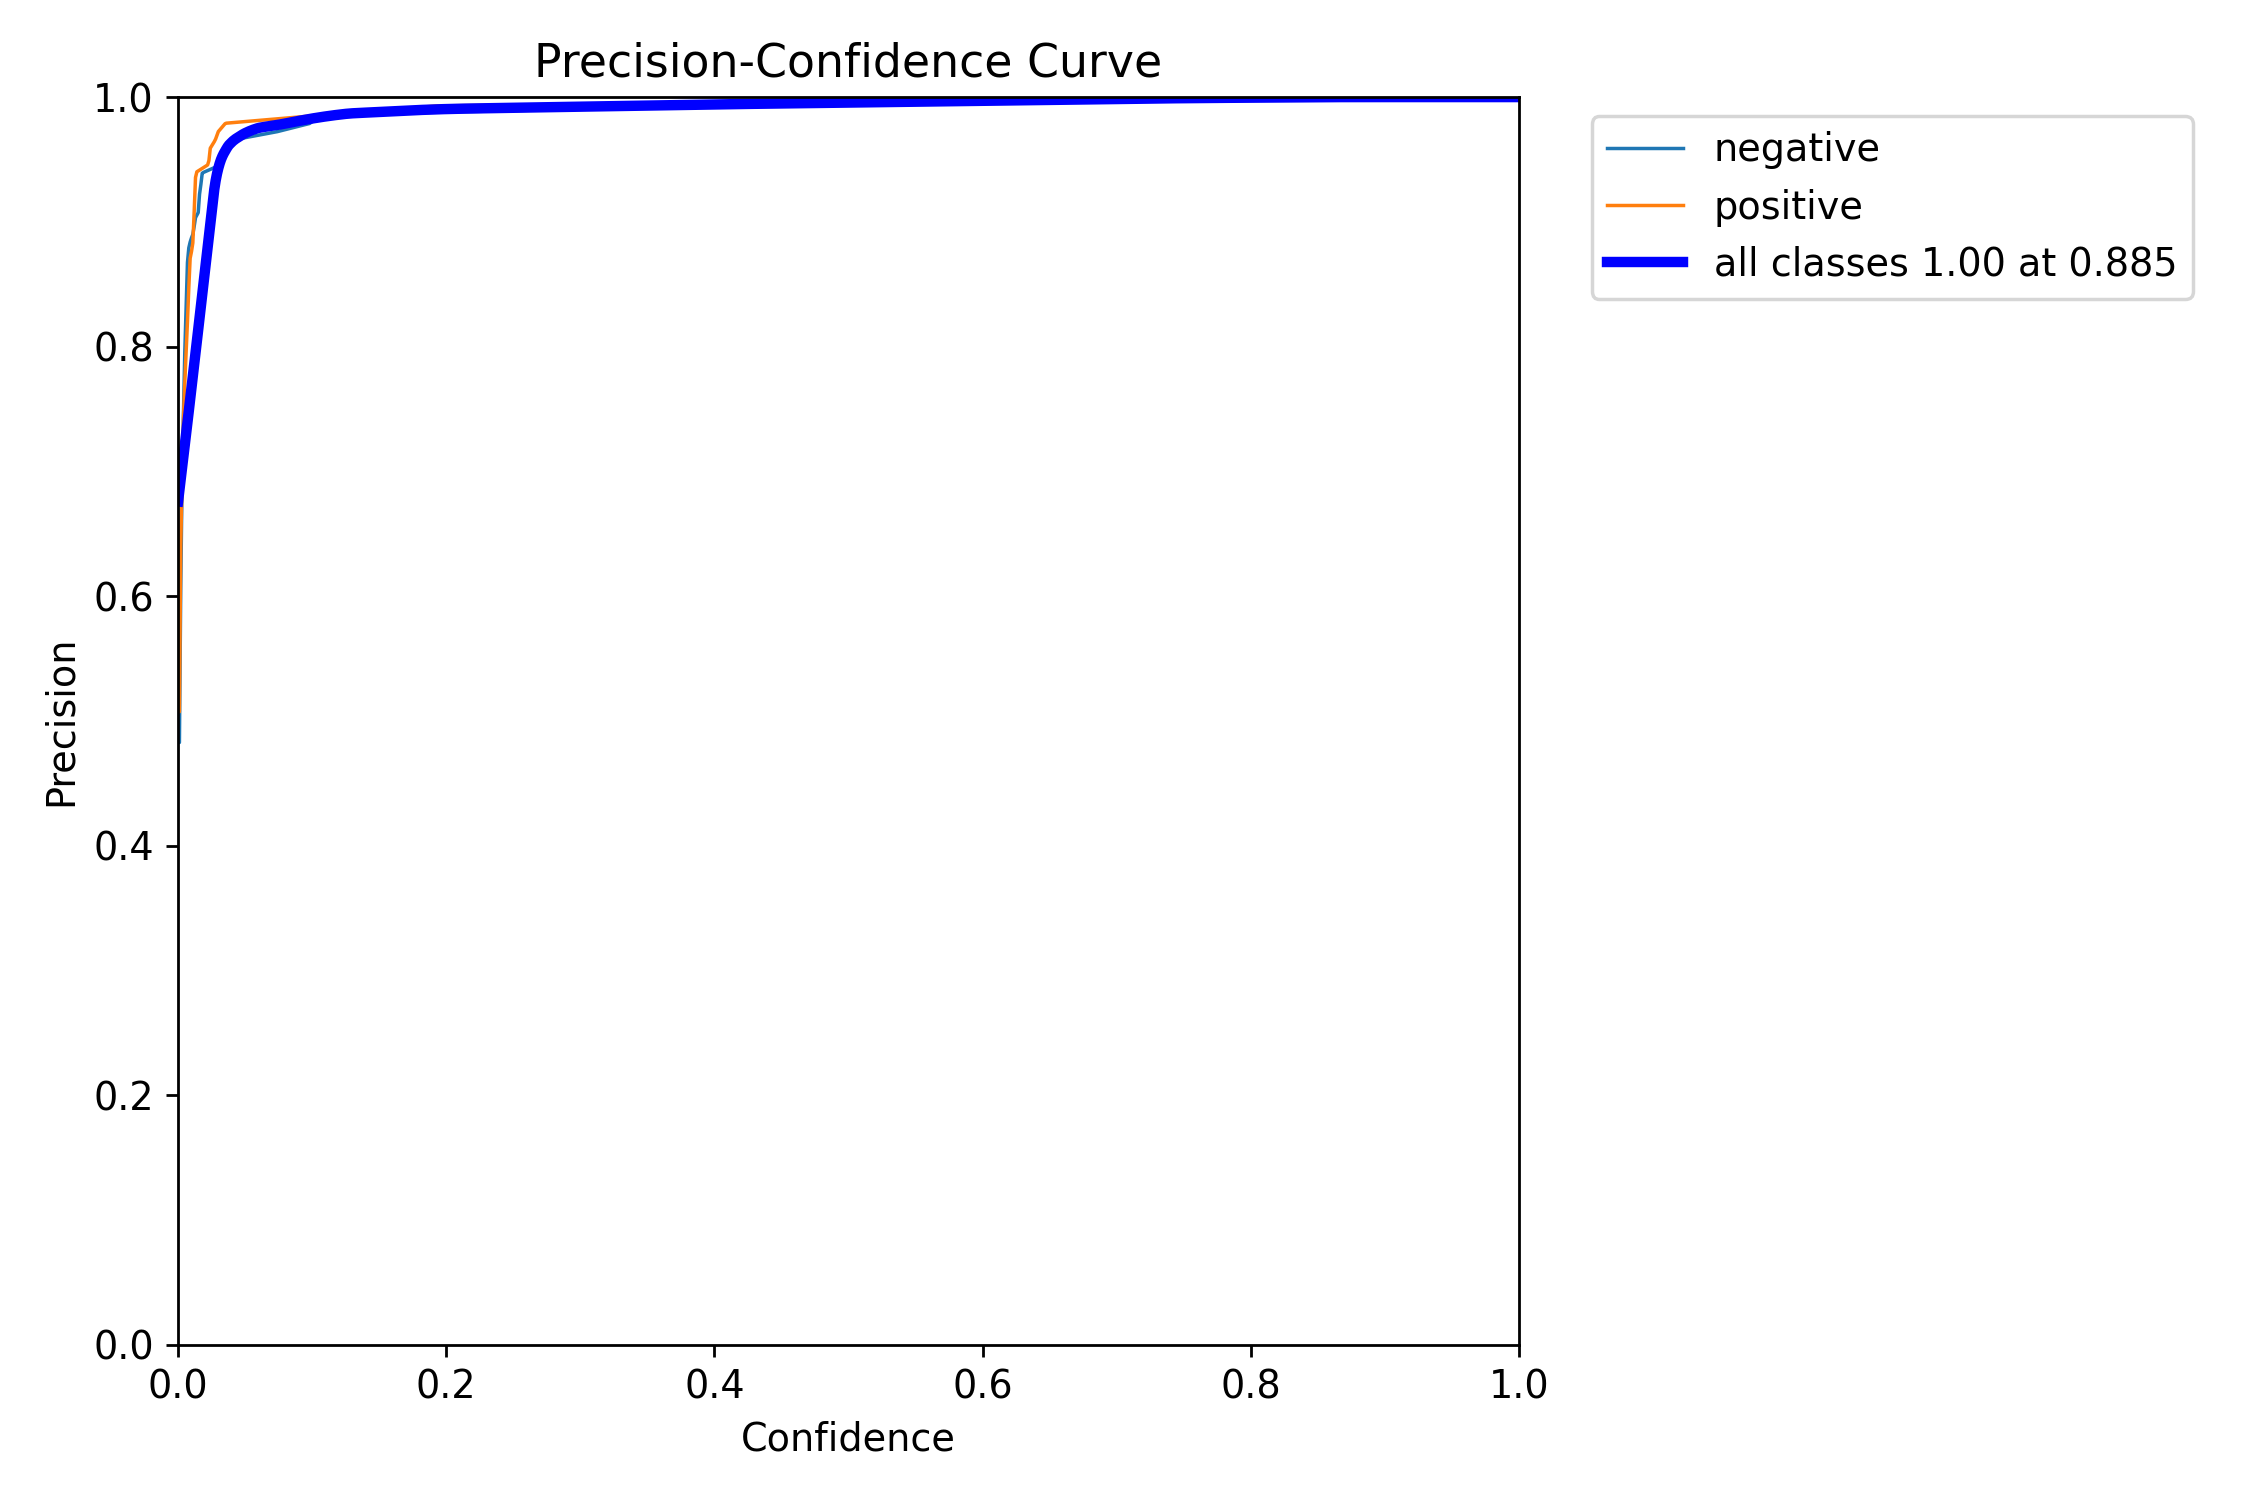 Precision-Confidence Curve
1.0
0.8
0.6
0.4
0.2
0.0
Precision
0.0 0.2 0.4 0.6 0.8 1.0
Confidence
negative
positive
all classes 1.00 at 0.885